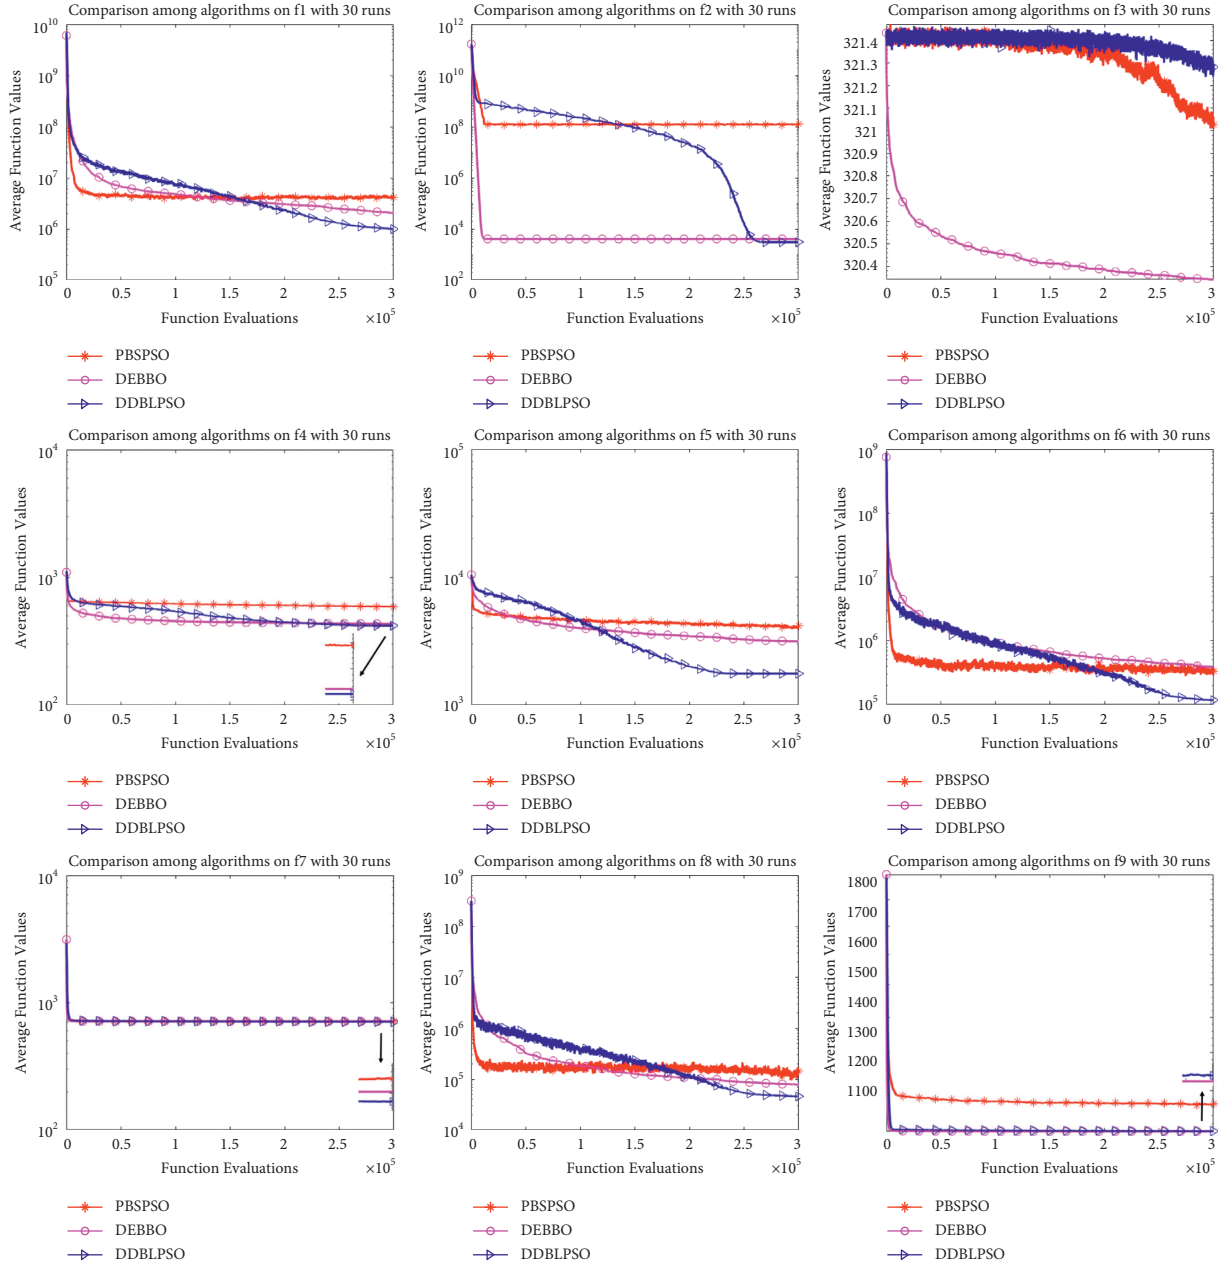 Comparison among algorithms on f1 with 30 runs
Average Function Values
10^10
10^9
10^8
10^7
10^6
10^5
0 0.5 1 1.5 2 2.5 3
Function Evaluations ×10^5
PBSPSO
DEBBO
DDBLPSO
Comparison among algorithms on f2 with 30 runs
Average Function Values
10^12
10^10
10^8
10^6
10^4
10^2
0 0.5 1 1.5 2 2.5 3
Function Evaluations ×10^5
PBSPSO
DEBBO
DDBLPSO
Comparison among algorithms on f3 with 30 runs
Average Function Values
321.4
321.3
321.2
321.1
321
320.9
320.8
320.7
320.6
320.5
320.4
0 0.5 1 1.5 2 2.5 3
Function Evaluations ×10^5
PBSPSO
DEBBO
DDBLPSO
Comparison among algorithms on f4 with 30 runs
Average Function Values
10^4
10^3
10^2
0 0.5 1 1.5 2 2.5 3
Function Evaluations ×10^5
PBSPSO
DEBBO
DDBLPSO
Comparison among algorithms on f5 with 30 runs
Average Function Values
10^5
10^4
10^3
0 0.5 1 1.5 2 2.5 3
Function Evaluations ×10^5
PBSPSO
DEBBO
DDBLPSO
Comparison among algorithms on f6 with 30 runs
Average Function Values
10^9
10^8
10^7
10^6
10^5
0 0.5 1 1.5 2 2.5 3
Function Evaluations ×10^5
PBSPSO
DEBBO
DDBLPSO
Comparison among algorithms on f7 with 30 runs
Average Function Values
10^4
10^3
10^2
0 0.5 1 1.5 2 2.5 3
Function Evaluations ×10^5
PBSPSO
DEBBO
DDBLPSO
Comparison among algorithms on f8 with 30 runs
Average Function Values
10^9
10^8
10^7
10^6
10^5
10^4
0 0.5 1 1.5 2 2.5 3
Function Evaluations ×10^5
PBSPSO
DEBBO
DDBLPSO
Comparison among algorithms on f9 with 30 runs
Average Function Values
1800
1700
1600
1500
1400
1300
1200
1100
0 0.5 1 1.5 2 2.5 3
Function Evaluations ×10^5
PBSPSO
DEBBO
DDBLPSO